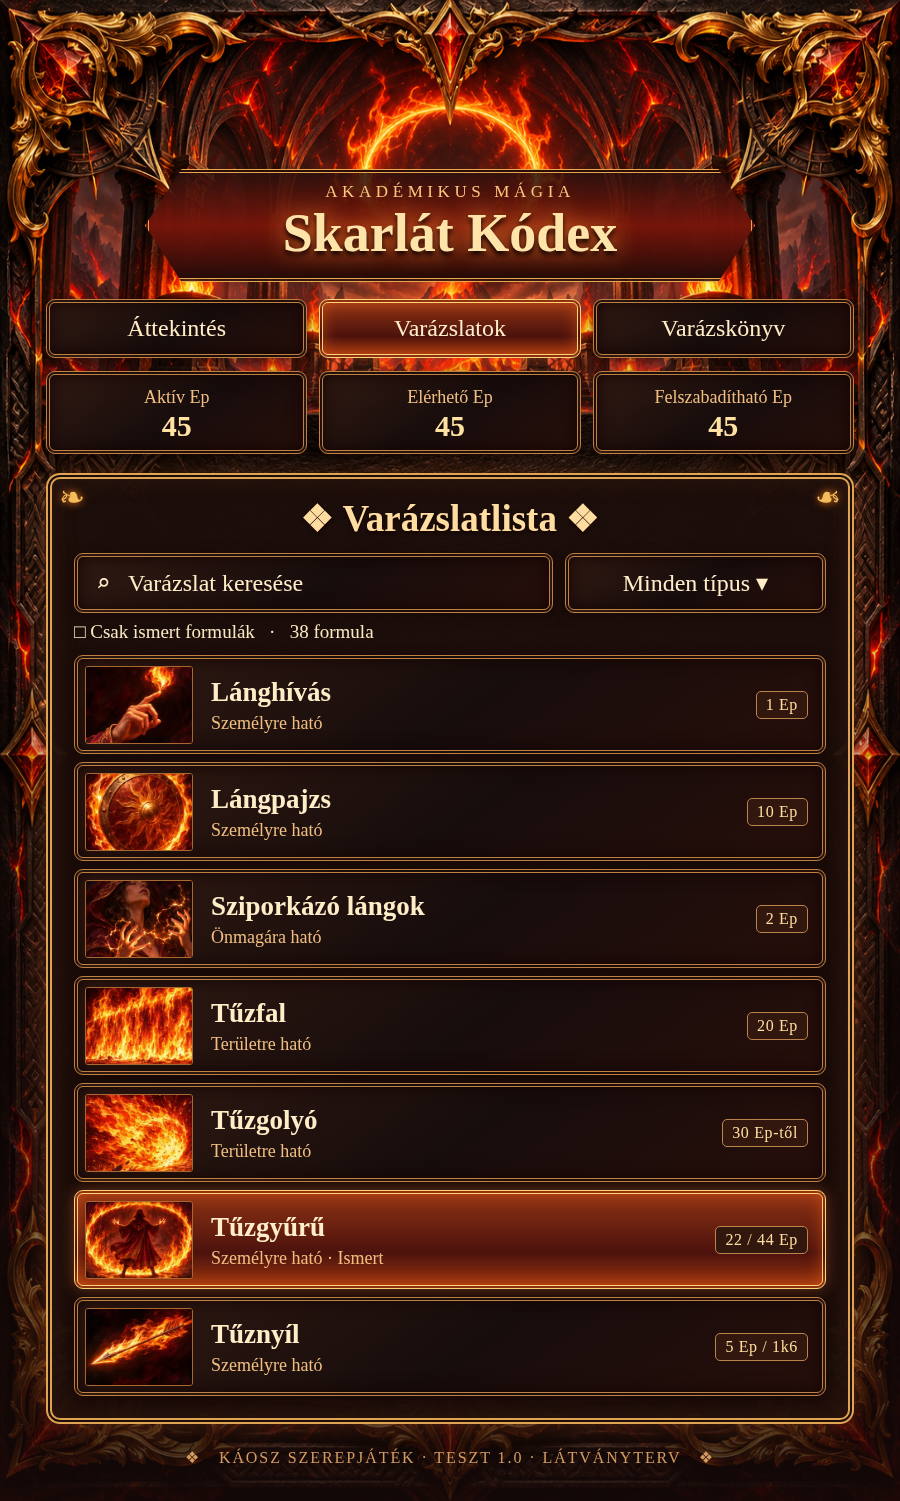 AKADÉMIKUS MÁGIA
Skarlát Kódex
Áttekintés
Varázslatok
Varázskönyv
Aktív Ep
45
Elérhető Ep
45
Felszabadítható Ep
45
❖ Varázslatlista ❖
Varázslat keresése
Minden típus ▾
□ Csak ismert formulák · 38 formula
Lánghívás
Személyre ható
1 Ep
Lángpajzs
Személyre ható
10 Ep
Sziporkázó lángok
Önmagára ható
2 Ep
Tűzfal
Területre ható
20 Ep
Tűzgolyó
Területre ható
30 Ep-től
Tűzgyűrű
Személyre ható · Ismert
22 / 44 Ep
Tűznyíl
Személyre ható
5 Ep / 1k6
❖ KÁOSZ SZEREPJÁTÉK · TESZT 1.0 · LÁTVÁNYTERV ❖